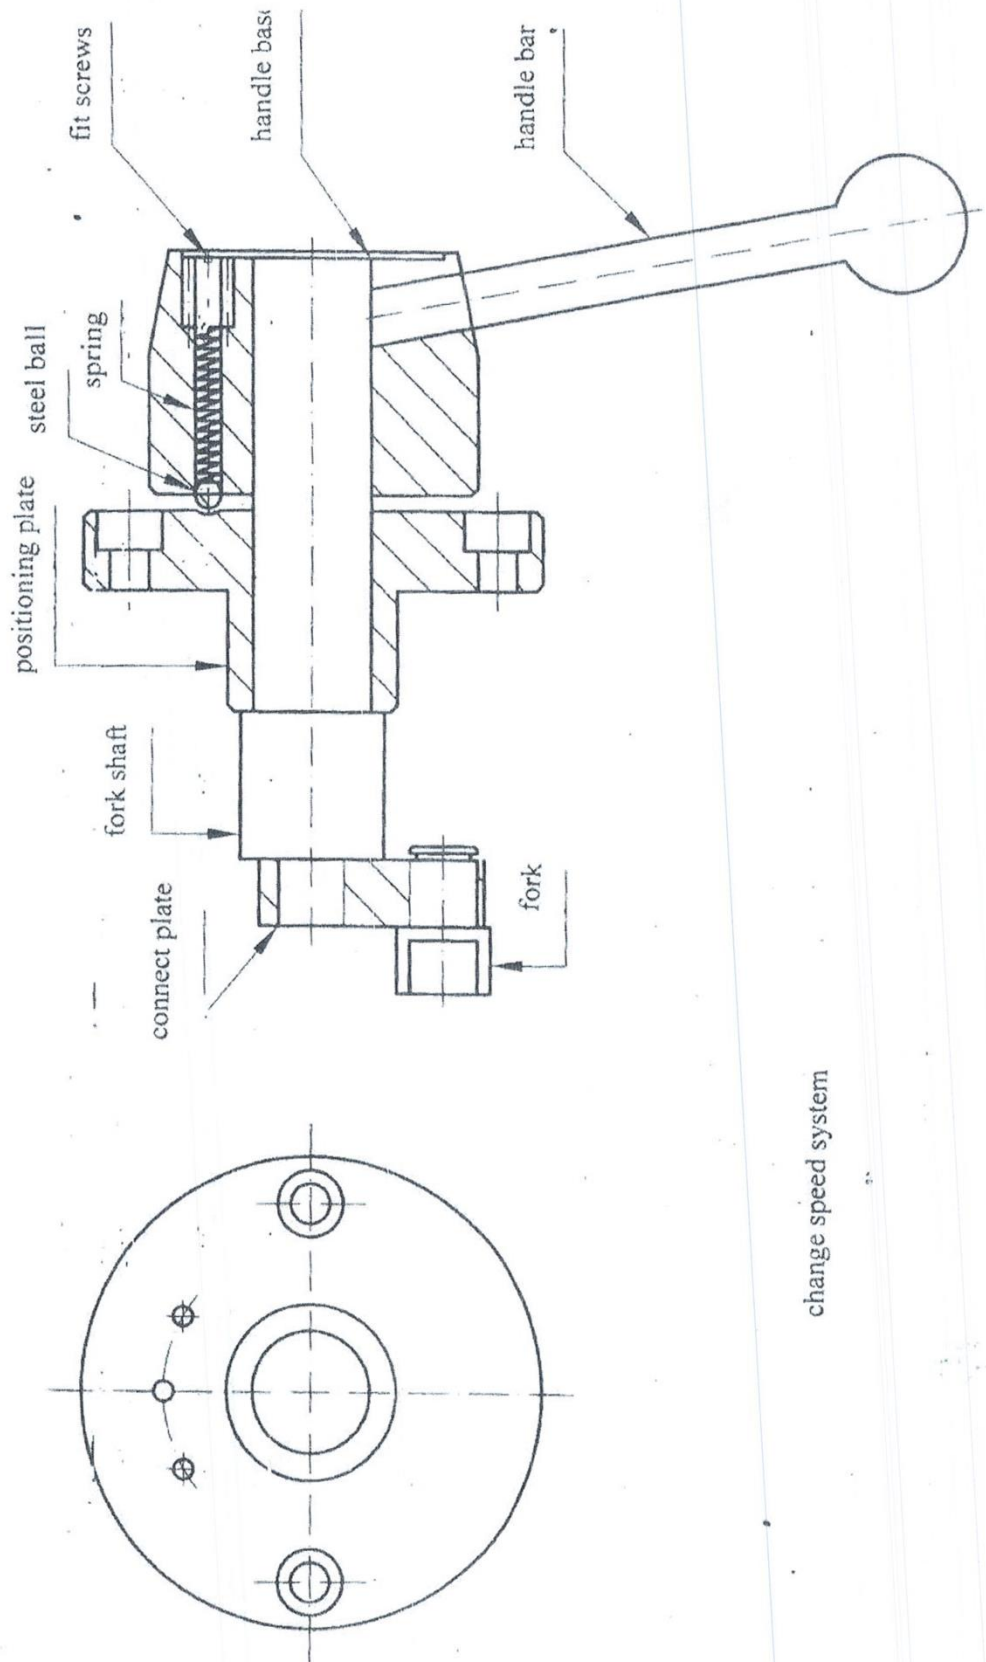 connect plate
fork shaft
positioning plate
steel ball
spring
fit screws
handle base
handle bar
fork
change speed system